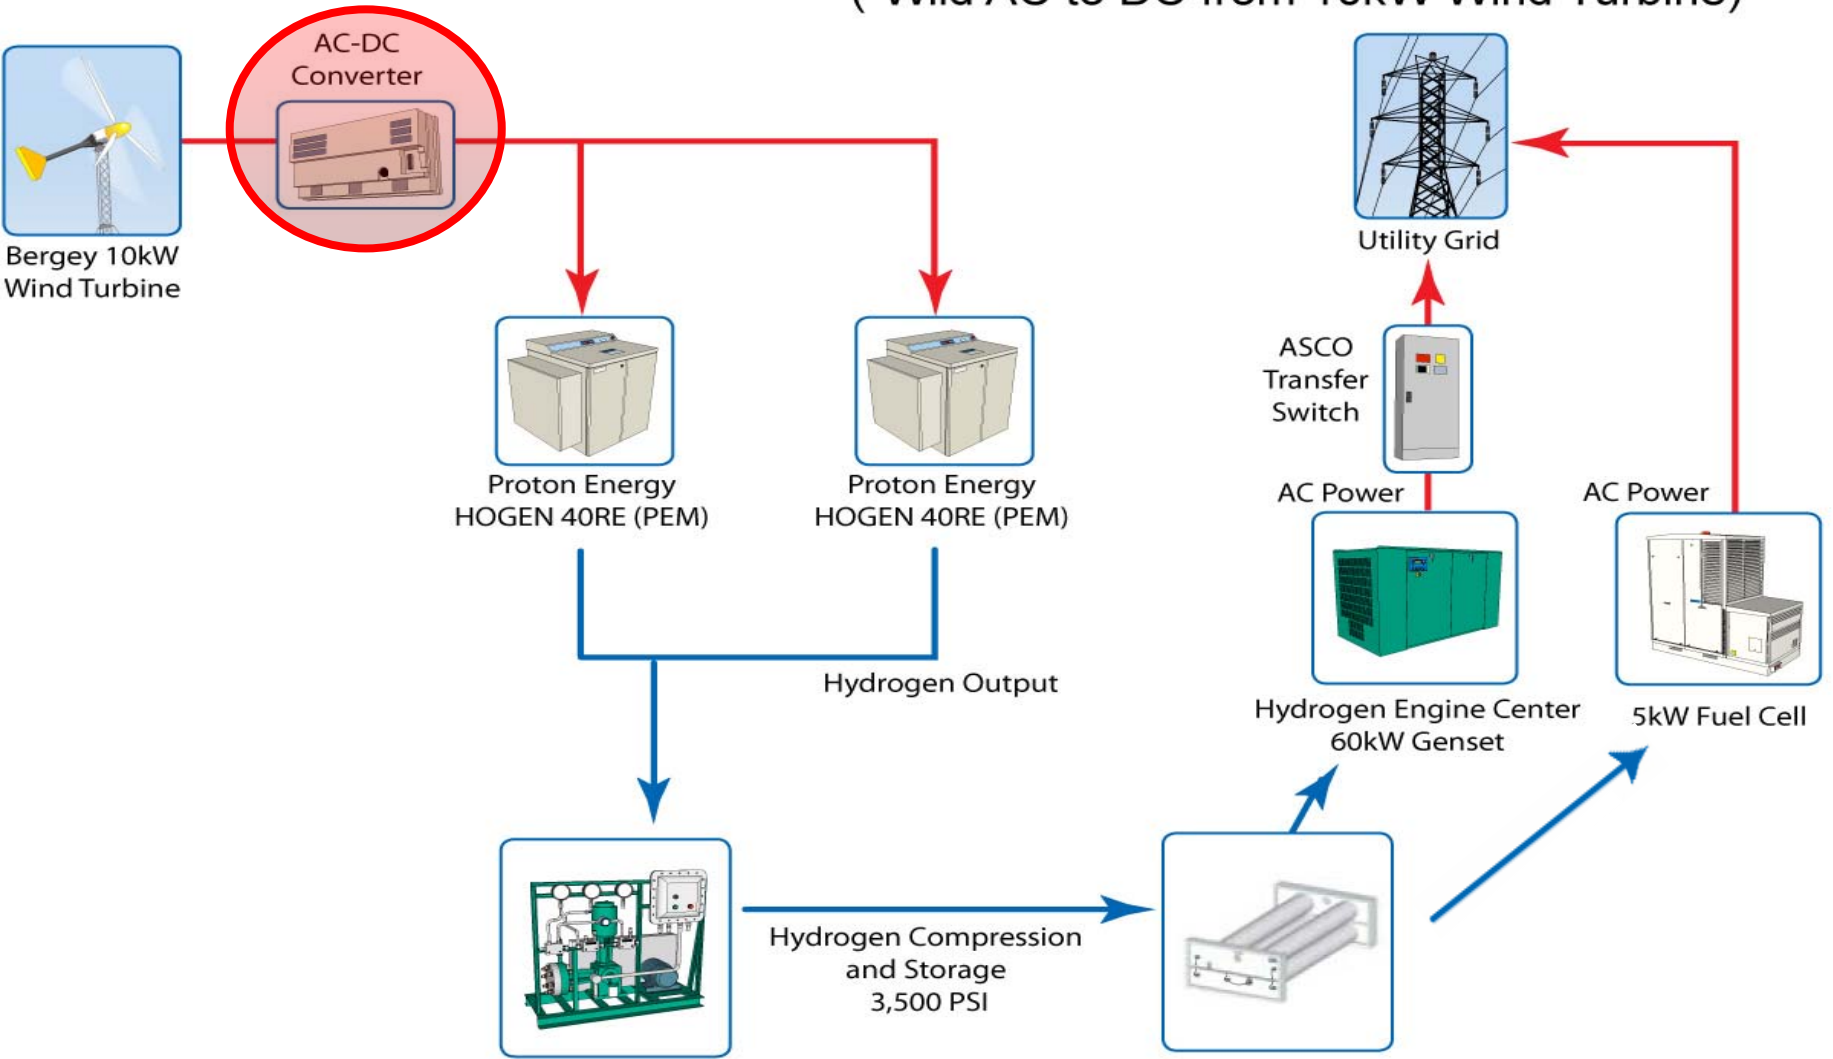 AC-DC
Converter
Bergey 10kW
Wind Turbine
Utility Grid
ASCO
Transfer
Switch
Proton Energy
HOGEN 40RE (PEM)
Proton Energy
HOGEN 40RE (PEM)
AC Power
AC Power
Hydrogen Output
Hydrogen Engine Center
60kW Genset
5kW Fuel Cell
Hydrogen Compression
and Storage
3,500 PSI